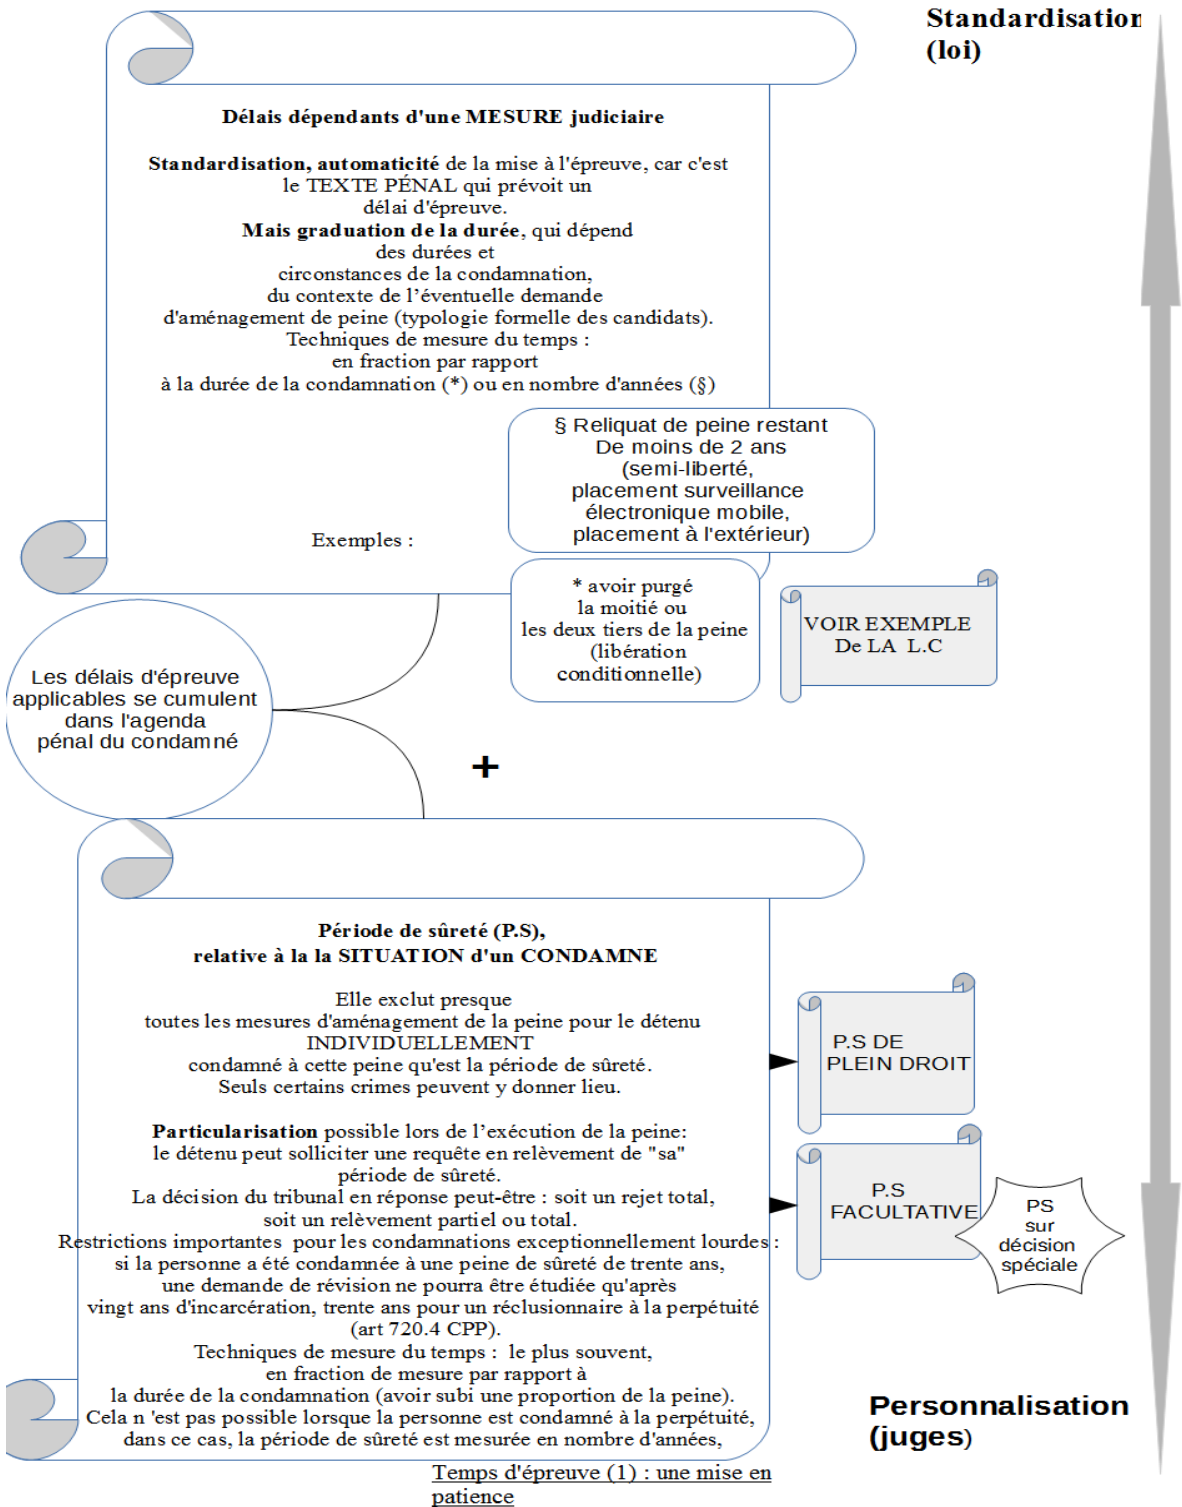 Standardisation
(loi)
Délais dépendants d'une MESURE judiciaire
Standardisation, automaticité de la mise à l'épreuve, car c'est
le TEXTE PÉNAL qui prévoit un
délai d'épreuve.
Mais graduation de la durée, qui dépend
des durées et
circonstances de la condamnation,
du contexte de l’éventuelle demande
d'aménagement de peine (typologie formelle des candidats).
Techniques de mesure du temps :
en fraction par rapport
à la durée de la condamnation (*) ou en nombre d'années (§)
§ Reliquat de peine restant
De moins de 2 ans
(semi-liberté,
placement surveillance
électronique mobile,
placement à l'extérieur)
Exemples :
* avoir purgé
la moitié ou
les deux tiers de la peine
(libération
conditionnelle)
VOIR EXEMPLE
De LA L.C
Les délais d'épreuve
applicables se cumulent
dans l'agenda
pénal du condamné
+
Période de sûreté (P.S),
relative à la la SITUATION d'un CONDAMNE
Elle exclut presque
toutes les mesures d'aménagement de la peine pour le détenu
INDIVIDUELLEMENT
condamné à cette peine qu'est la période de sûreté.
Seuls certains crimes peuvent y donner lieu.
P.S DE
PLEIN DROIT
Particularisation possible lors de l’exécution de la peine:
le détenu peut solliciter une requête en relèvement de "sa"
période de sûreté.
La décision du tribunal en réponse peut-être : soit un rejet total,
soit un relèvement partiel ou total.
Restrictions importantes pour les condamnations exceptionnellement lourdes :
si la personne a été condamnée à une peine de sûreté de trente ans,
une demande de révision ne pourra être étudiée qu'après
vingt ans d'incarcération, trente ans pour un réclusionnaire à la perpétuité
(art 720.4 CPP).
P.S
FACULTATIVE
PS
sur
décision
spéciale
Techniques de mesure du temps : le plus souvent,
en fraction de mesure par rapport à
la durée de la condamnation (avoir subi une proportion de la peine).
Cela n 'est pas possible lorsque la personne est condamné à la perpétuité,
dans ce cas, la période de sûreté est mesurée en nombre d'années,
Personnalisation
(juges)
Temps d'épreuve (1) : une mise en
patience